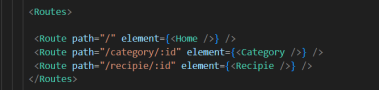 <Routes>
<Route path="/" element={<Home />} />
<Route path="/category/:id" element={<Category />} />
<Route path="/recipie/:id" element={<Recipie />} />
</Routes>